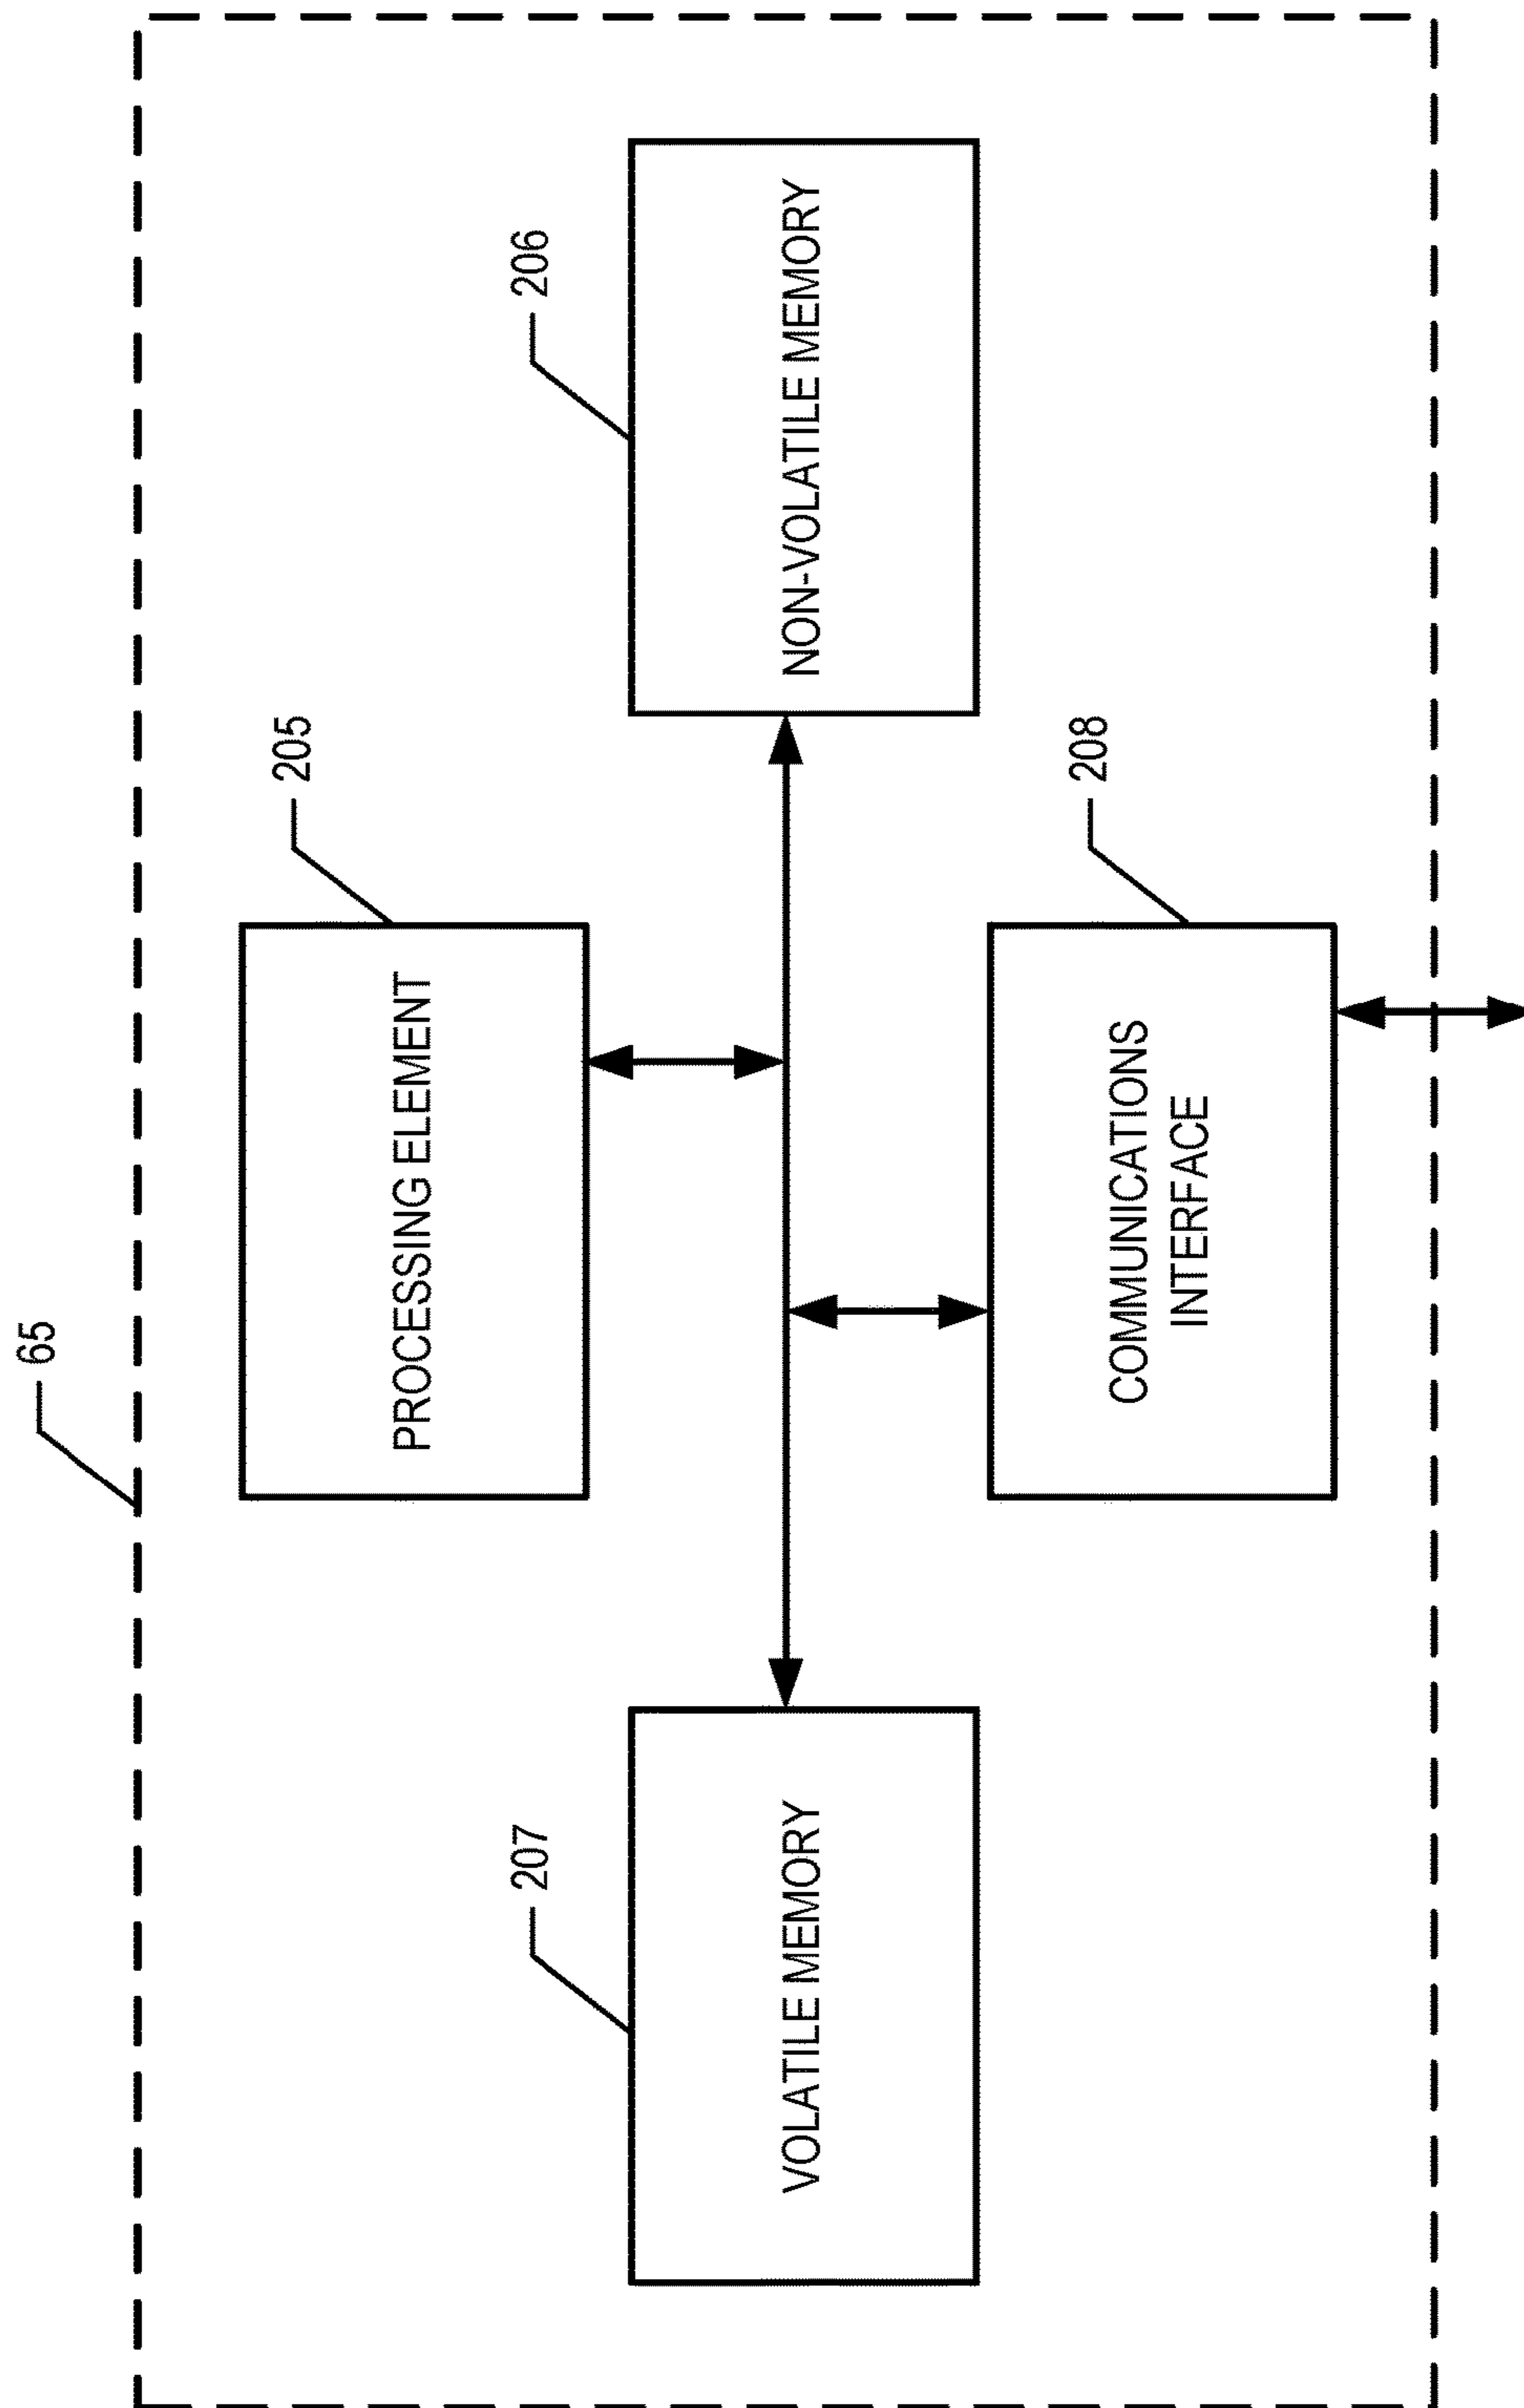 65
205
PROCESSING ELEMENT
207
VOLATILE MEMORY
206
NON-VOLATILE MEMORY
208
COMMUNICATIONS
INTERFACE